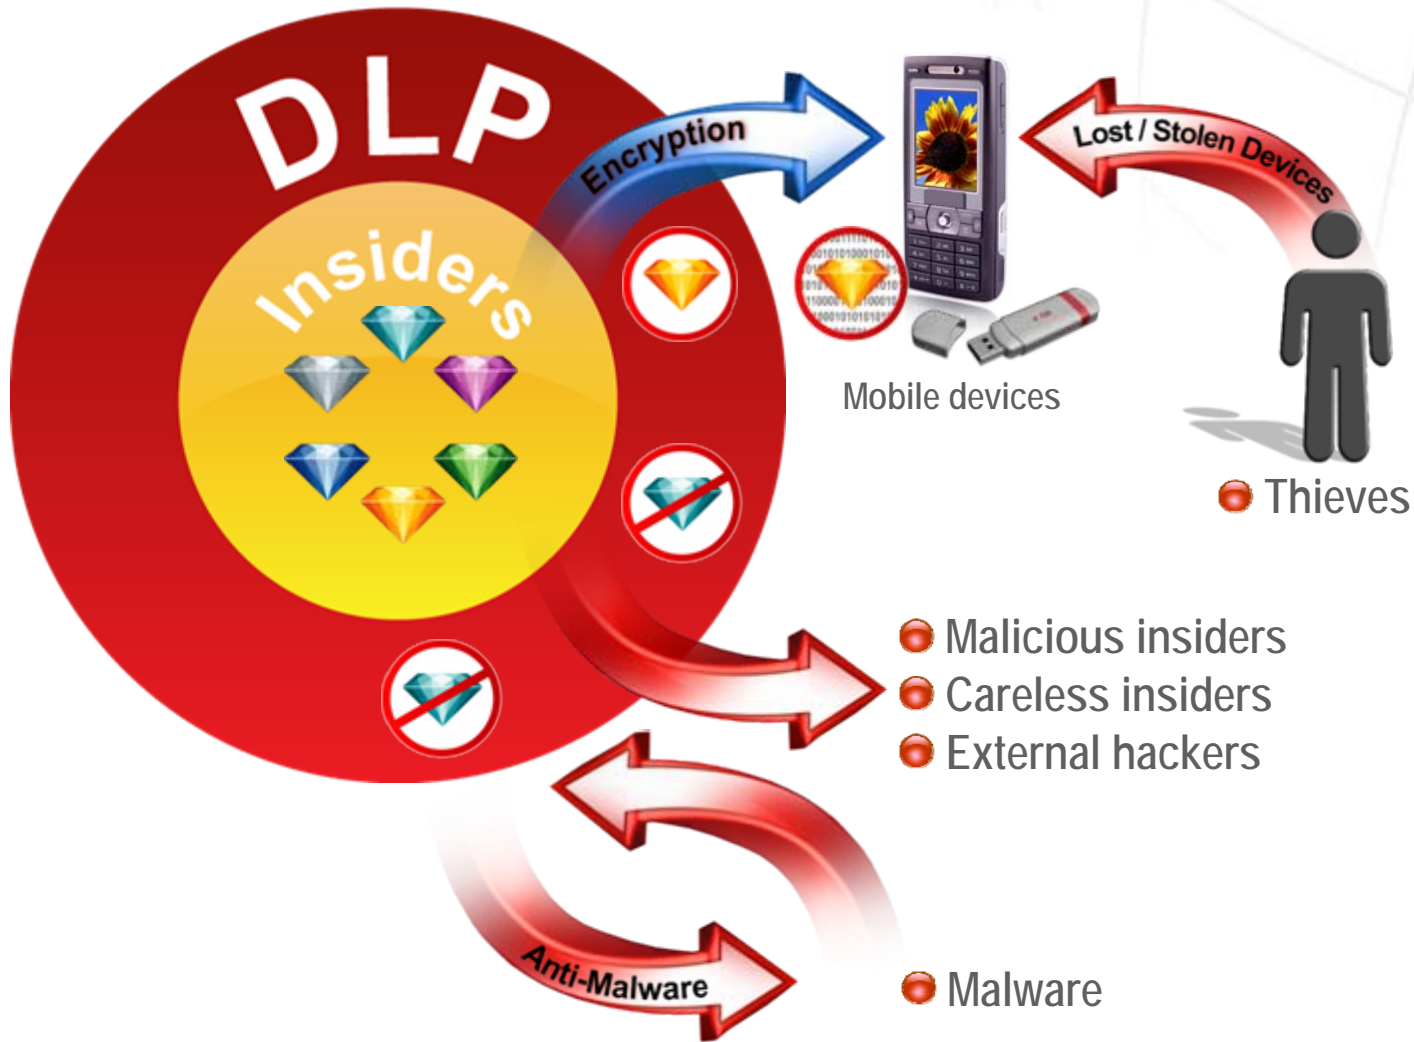 DLP
Insiders
Encryption
Lost / Stolen Devices
Mobile devices
Thieves
Malicious insiders
Careless insiders
External hackers
Anti-Malware
Malware